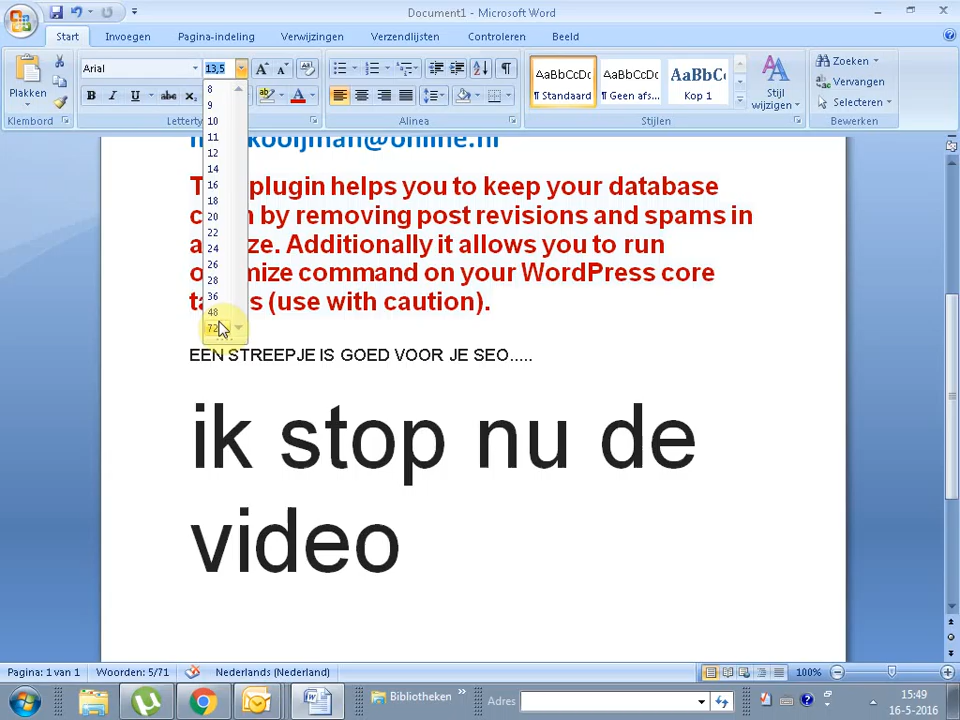 Document1 - Microsoft Word
Start Invoegen Pagina-indeling Verwijzingen Verzendlijsten Controleren Beeld
Plakken
Klembord
Arial 13,5
Letterty
Alinea
AaBbCcDc AaBbCcDc AaBbC
¶ Standaard ¶ Geen afs... Kop 1
Stijl wijzigen
Stijlen
Zoeken
Vervangen
Selecteren
Bewerken
8
9
10
11
12
14
16
18
20
22
24
26
28
36
48
72
kooijman@online.nl
plugin helps you to keep your database
by removing post revisions and spams in
ze. Additionally it allows you to run
mize command on your WordPress core
(use with caution).
EEN STREEPJE IS GOED VOOR JE SEO.....
ik stop nu de
video
Pagina: 1 van 1 Woorden: 5/71 Nederlands (Nederland) 100%
Bibliotheken » Adres 15:49
16-5-2016